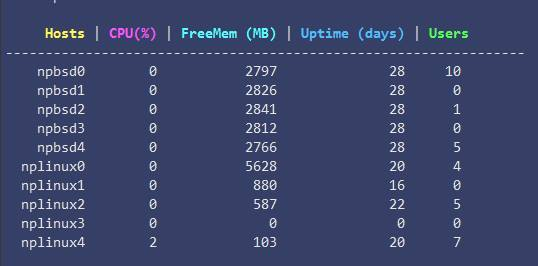 Hosts | CPU(%) | FreeMem (MB) | Uptime (days) | Users
-----------------------------------------------------------
npbsd0 0 2797 28 10
npbsd1 0 2826 28 0
npbsd2 0 2841 28 1
npbsd3 0 2812 28 0
npbsd4 0 2766 28 5
nplinux0 0 5628 20 4
nplinux1 0 880 16 0
nplinux2 0 587 22 5
nplinux3 0 0 0 0
nplinux4 2 103 20 7